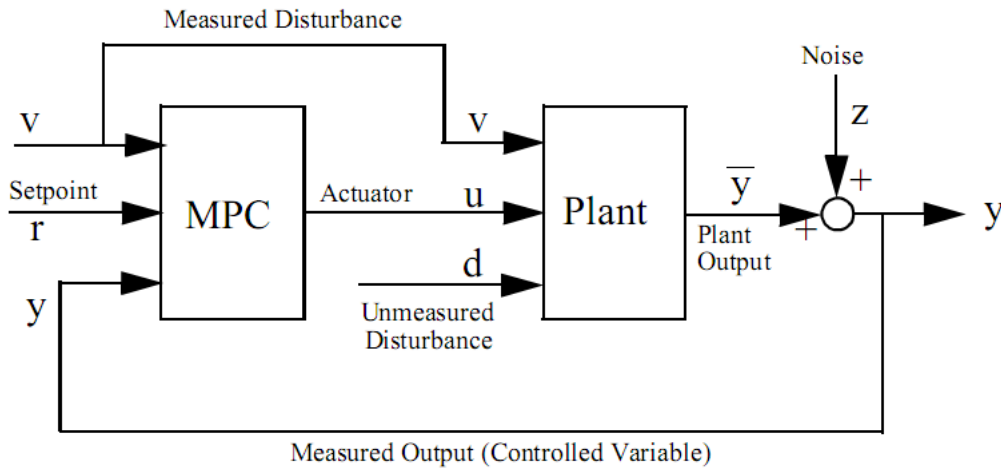 Measured Disturbance
Noise
v
v
z
Setpoint
r
MPC
Actuator
u
Plant
y̅
+
+
y
Plant
Output
d
y
Unmeasured
Disturbance
Measured Output (Controlled Variable)